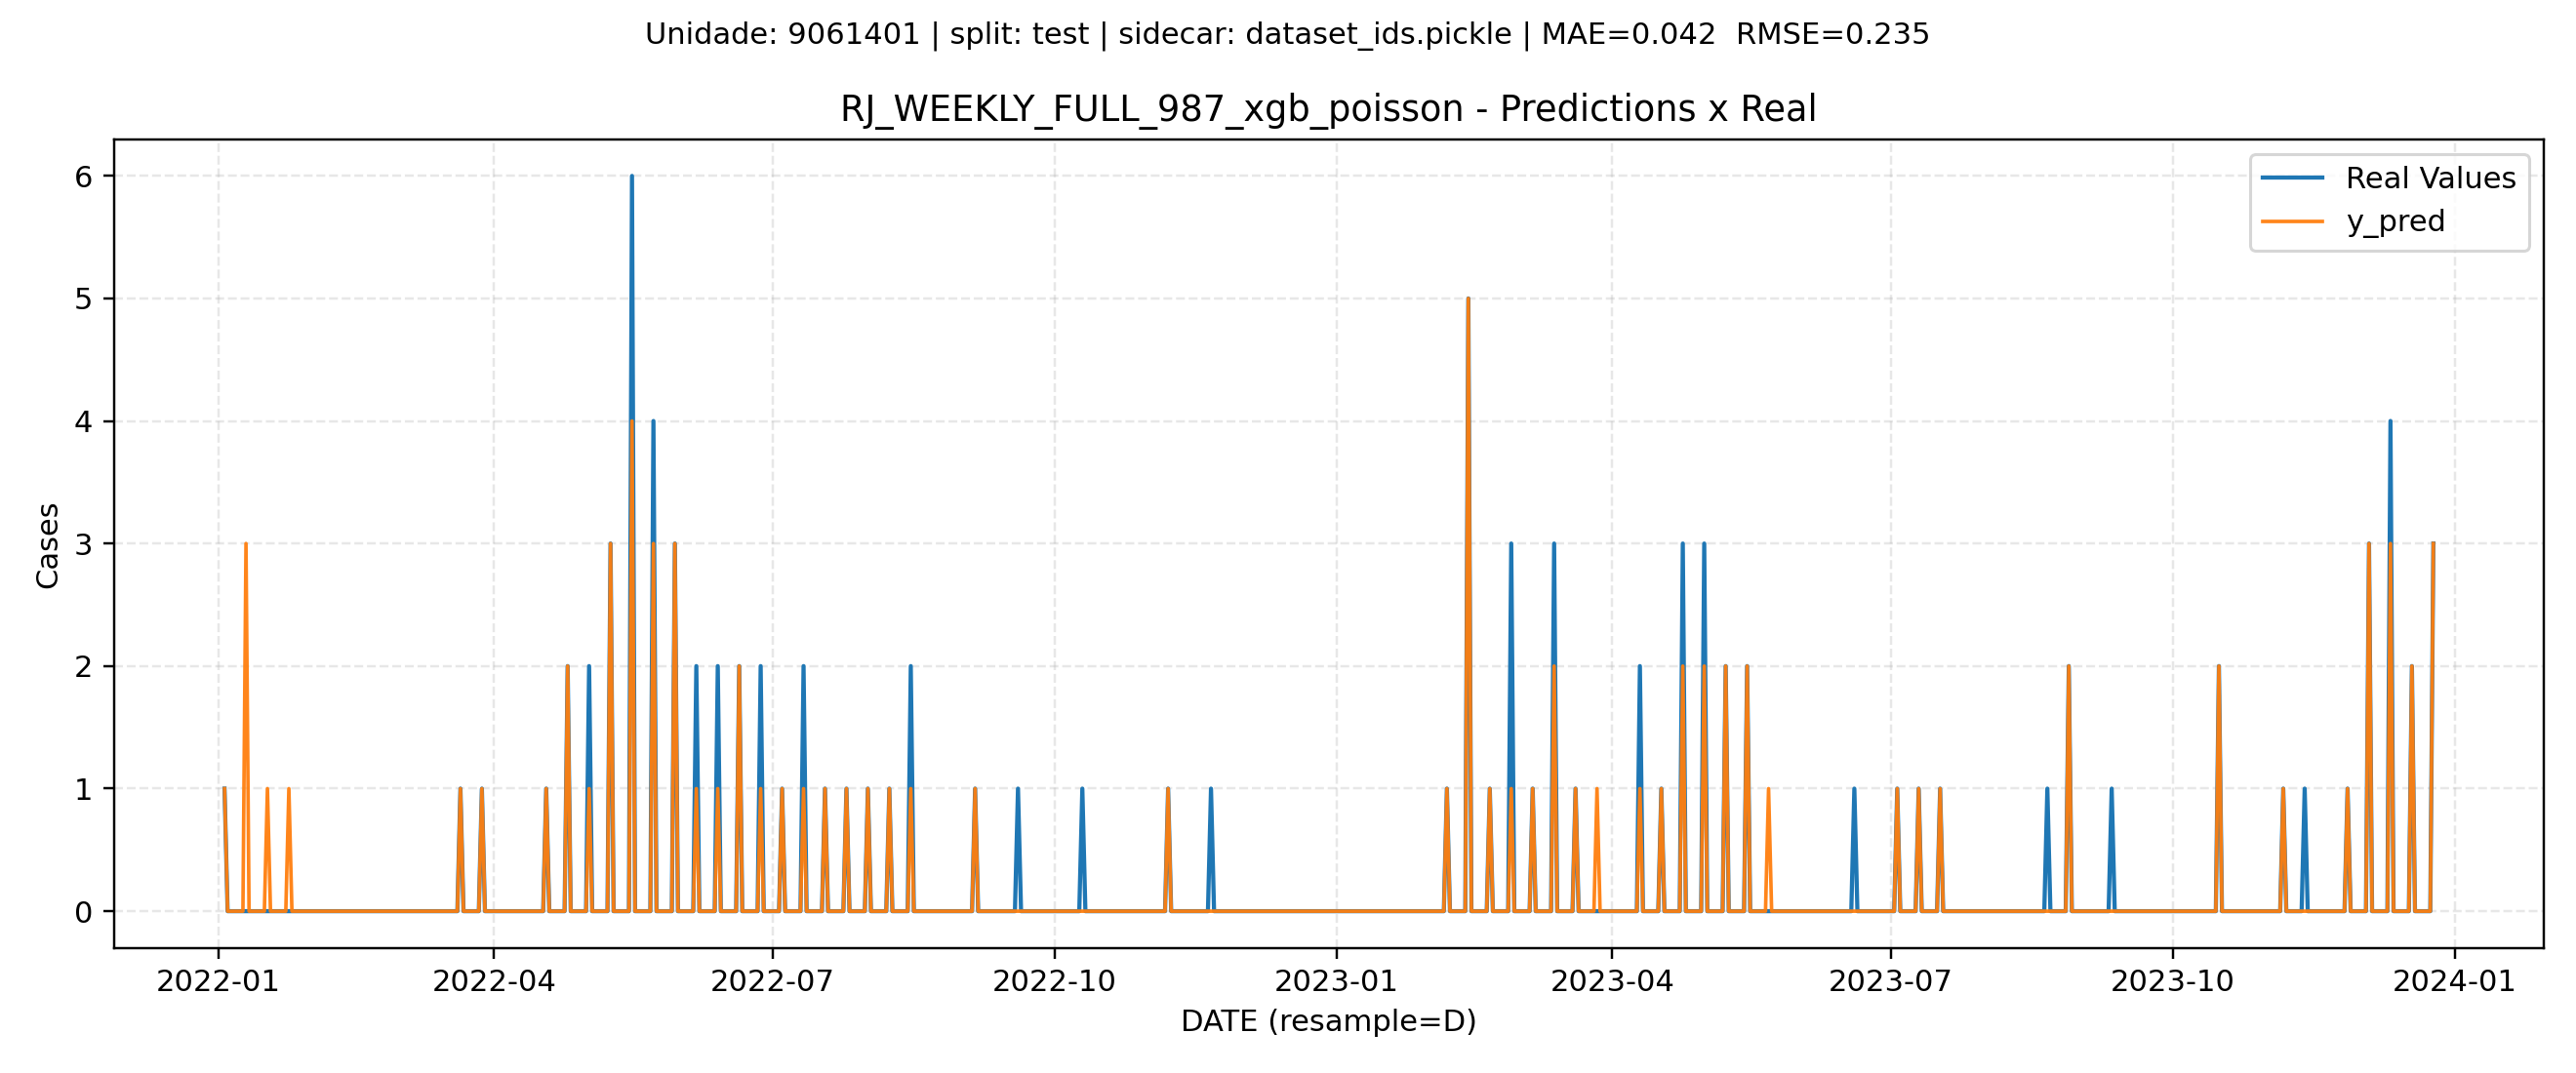 Unidade: 9061401 | split: test | sidecar: dataset_ids.pickle | MAE=0.042  RMSE=0.235
RJ_WEEKLY_FULL_987_xgb_poisson - Predictions x Real
Real Values
y_pred
Cases
6
5
4
3
2
1
0
2022-01
2022-04
2022-07
2022-10
2023-01
2023-04
2023-07
2023-10
2024-01
DATE (resample=D)